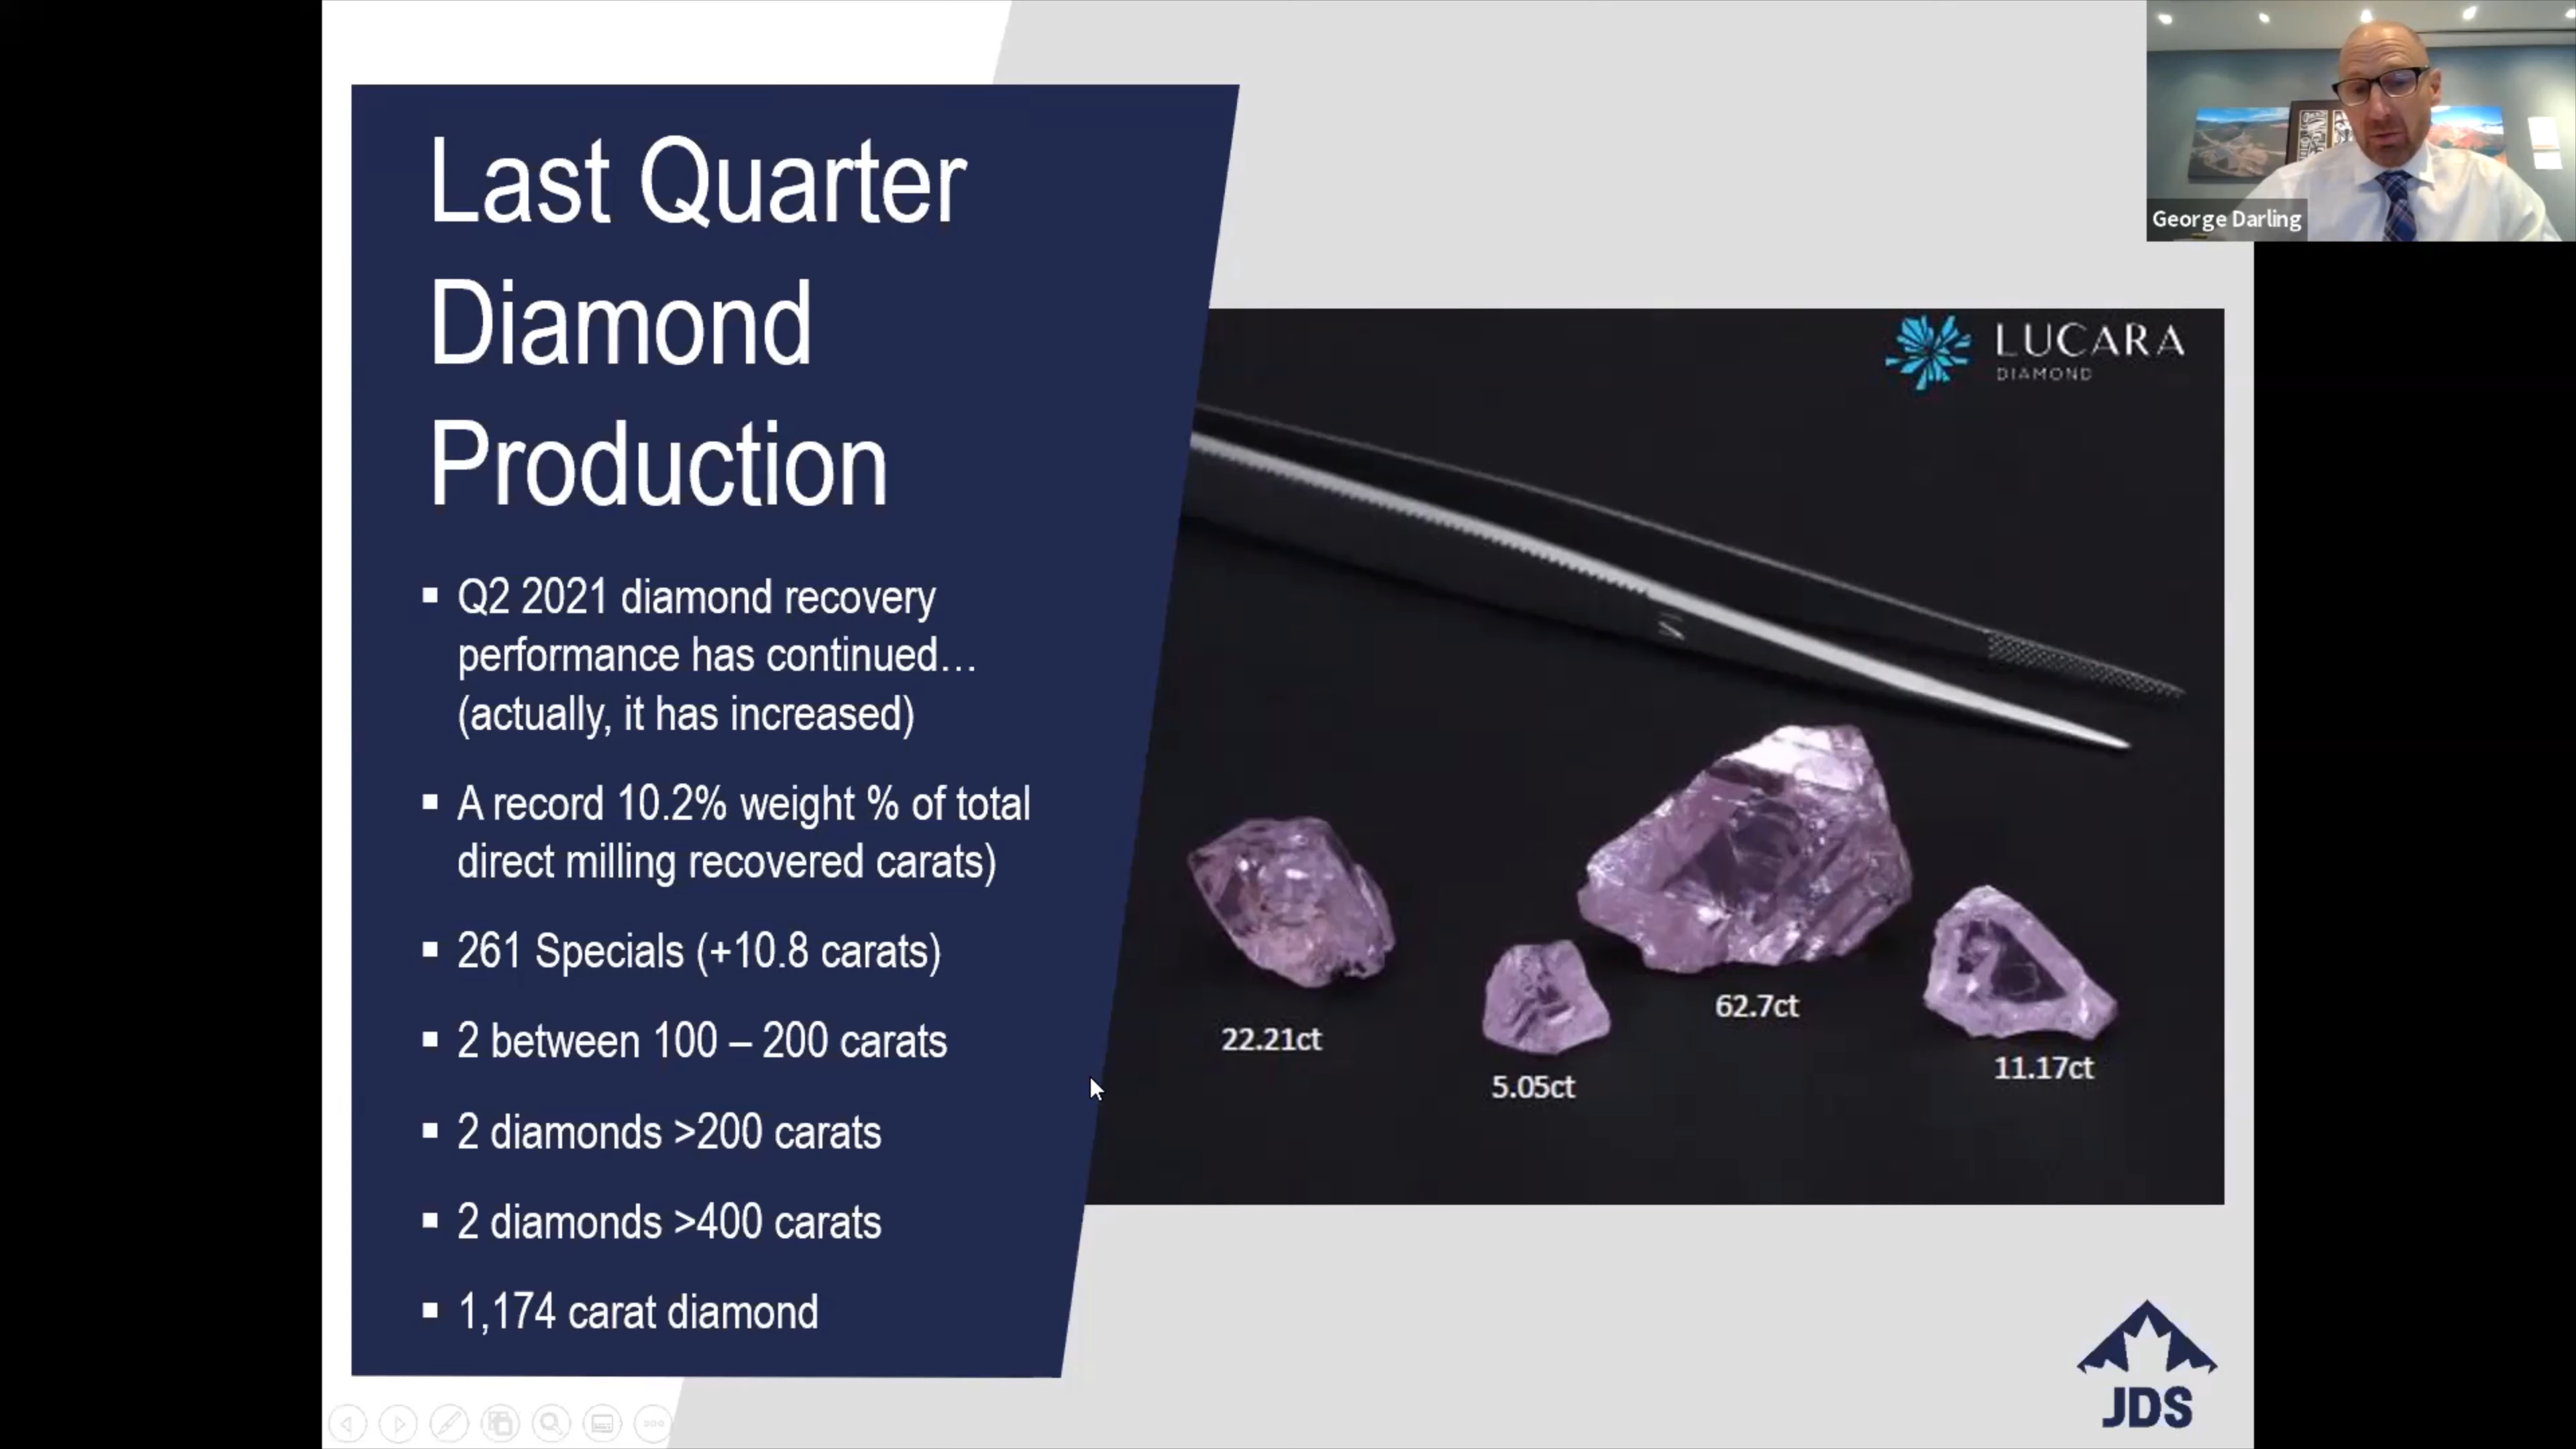 Last Quarter
Diamond
Production
▪ Q2 2021 diamond recovery
performance has continued…
(actually, it has increased)
▪ A record 10.2% weight % of total
direct milling recovered carats)
▪ 261 Specials (+10.8 carats)
▪ 2 between 100 – 200 carats
▪ 2 diamonds >200 carats
▪ 2 diamonds >400 carats
▪ 1,174 carat diamond
George Darling
LUCARA
DIAMOND
22.21ct
5.05ct
62.7ct
11.17ct
JDS